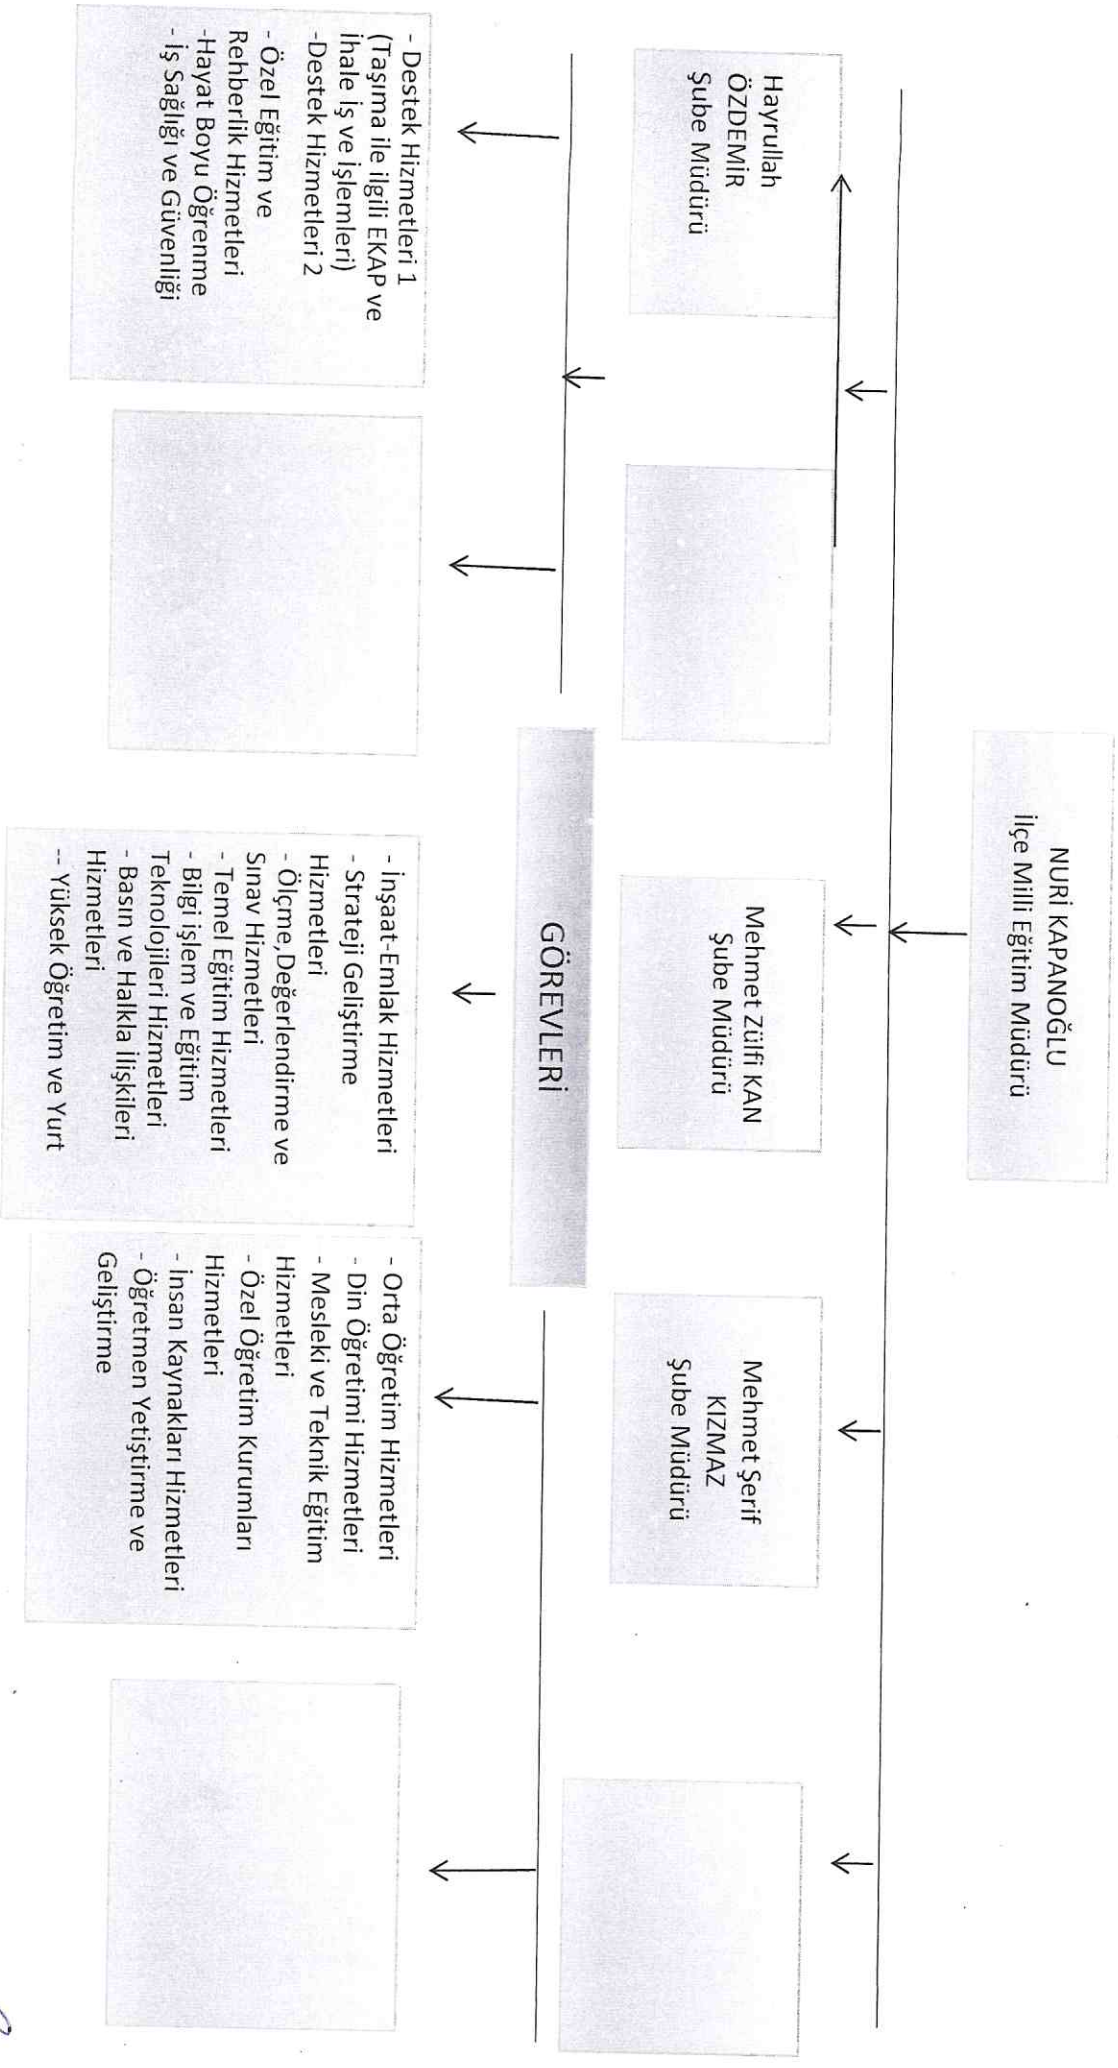 NURİ KAPANOĞLU
İlçe Milli Eğitim Müdürü
Hayrullah
ÖZDEMİR
Şube Müdürü
Mehmet Zülfi KAN
Şube Müdürü
Mehmet Şerif
KIZMAZ
Şube Müdürü
GÖREVLERİ
- Destek Hizmetleri 1
(Taşıma ile ilgili EKAP ve
İhale İş ve İşlemleri)
-Destek Hizmetleri 2
- Özel Eğitim ve
Rehberlik Hizmetleri
-Hayat Boyu Öğrenme
- İş Sağlığı ve Güvenliği
- İnşaat-Emlak Hizmetleri
- Strateji Geliştirme
Hizmetleri
- Ölçme,Değerlendirme ve
Sınav Hizmetleri
- Temel Eğitim Hizmetleri
- Bilgi işlem ve Eğitim
Teknolojileri Hizmetleri
- Basın ve Halkla İlişkileri
Hizmetleri
-- Yüksek Öğretim ve Yurt
- Orta Öğretim Hizmetleri
- Din Öğretimi Hizmetleri
- Mesleki ve Teknik Eğitim
Hizmetleri
- Özel Öğretim Kurumları
Hizmetleri
- İnsan Kaynakları Hizmetleri
- Öğretmen Yetiştirme ve
Geliştirme